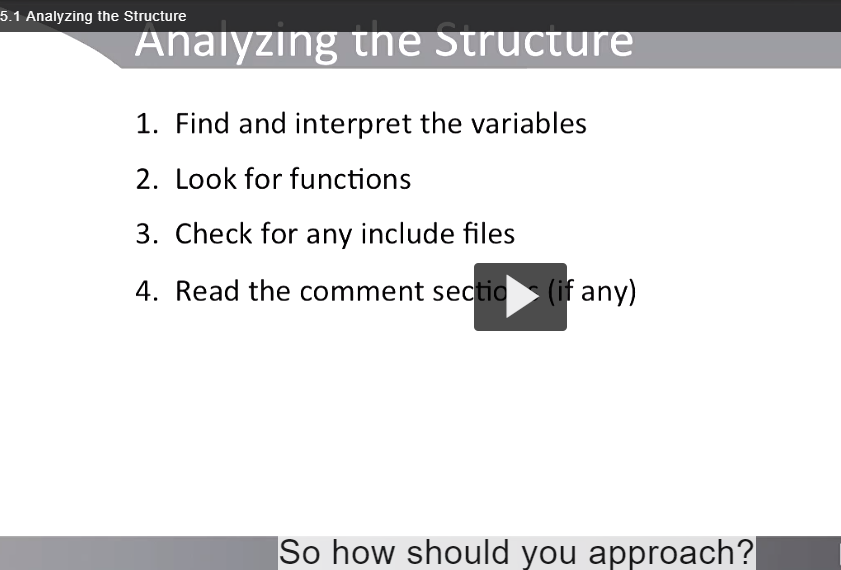 5.1 Analyzing the Structure
Analyzing the Structure
1. Find and interpret the variables
2. Look for functions
3. Check for any include files
4. Read the comment sections (if any)
So how should you approach?